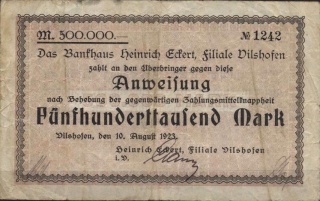 M. 500.000.— № 1242
Das Bankhaus Heinrich Eckert, Filiale Vilshofen
zahlt an den Überbringer gegen diese
Anweisung
nach Behebung der gegenwärtigen Zahlungsmittelknappheit
Fünfhunderttausend Mark
Vilshofen, den 10. August 1923.
Heinrich Eckert, Filiale Vilshofen
i.V.